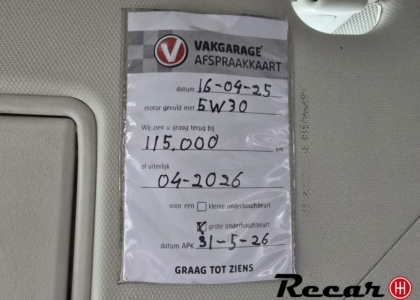 VAKGARAGE
AFSPRAAKKAART
datum 16-09-25
motor gevuld met 5W30
Wij zien u graag terug bij
115.000 km
of uiterlijk
04-2026
voor een kleine onderhoudsbeurt
grote onderhoudsbeurt
datum APK 31-5-26
GRAAG TOT ZIENS
Recar